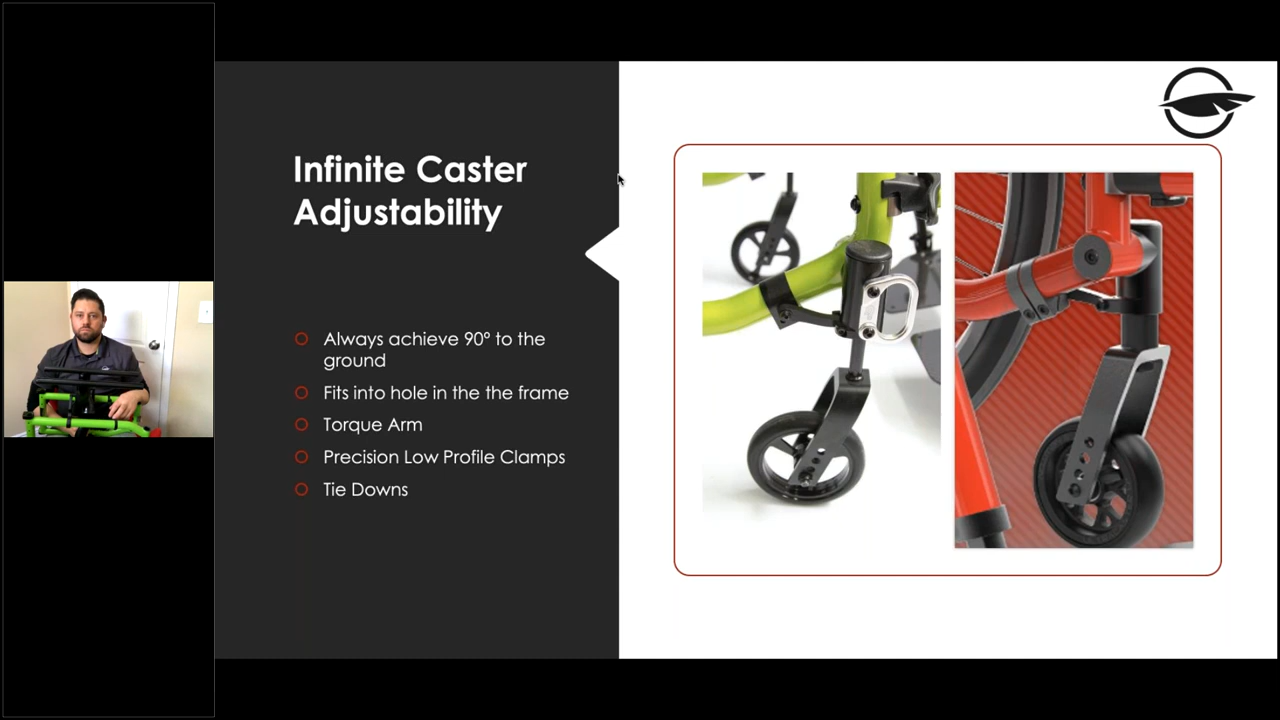 Infinite Caster
Adjustability
Always achieve 90º to the
ground
Fits into hole in the the frame
Torque Arm
Precision Low Profile Clamps
Tie Downs